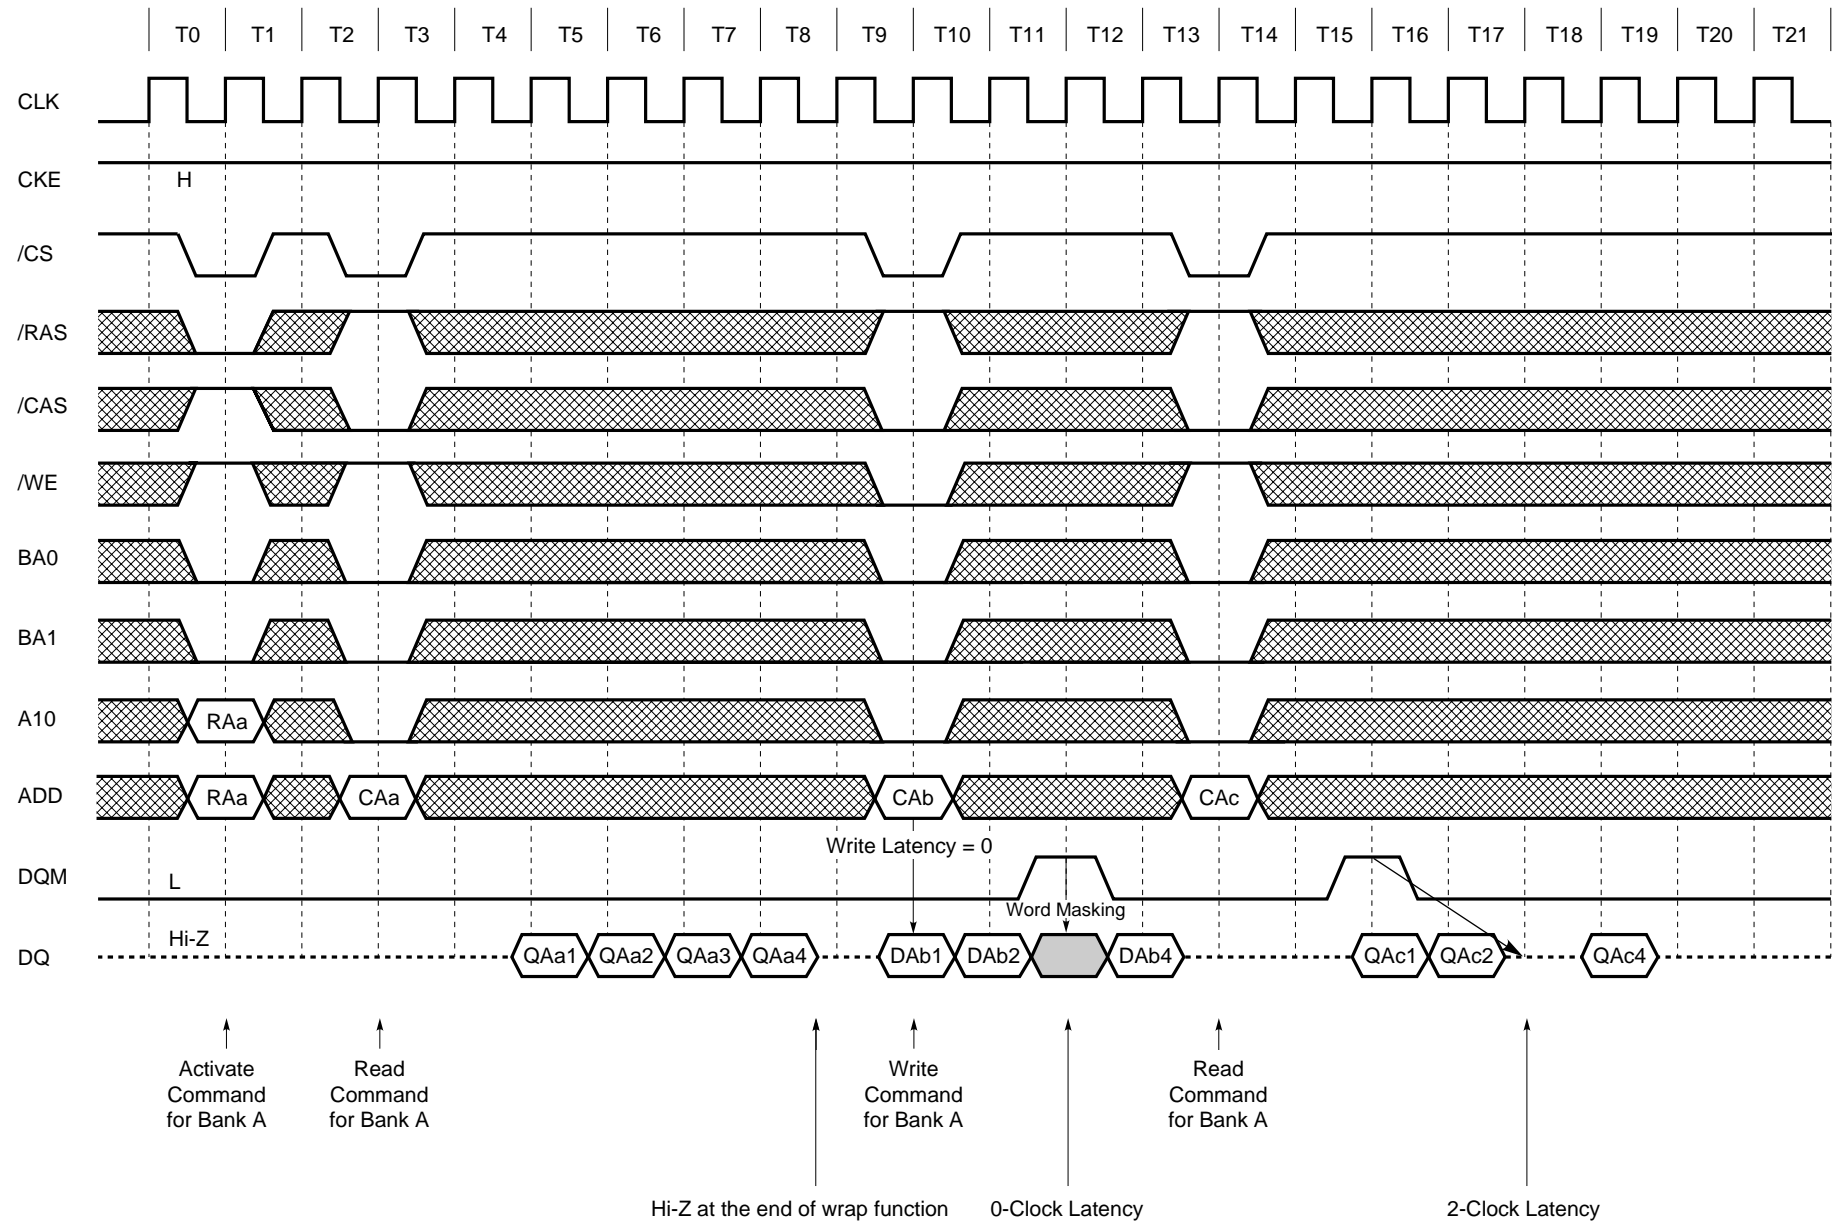 T0 T1 T2 T3 T4 T5 T6 T7 T8 T9 T10 T11 T12 T13 T14 T15 T16 T17 T18 T19 T20 T21
CLK
CKE H
/CS
/RAS
/CAS
/WE
BA0
BA1
A10 RAa
ADD RAa CAa CAb CAc
Write Latency = 0
DQM L
Word Masking
Hi-Z
DQ QAa1 QAa2 QAa3 QAa4 DAb1 DAb2 DAb4 QAc1 QAc2 QAc4
Activate
Command
for Bank A
Read
Command
for Bank A
Write
Command
for Bank A
Read
Command
for Bank A
Hi-Z at the end of wrap function
0-Clock Latency
2-Clock Latency